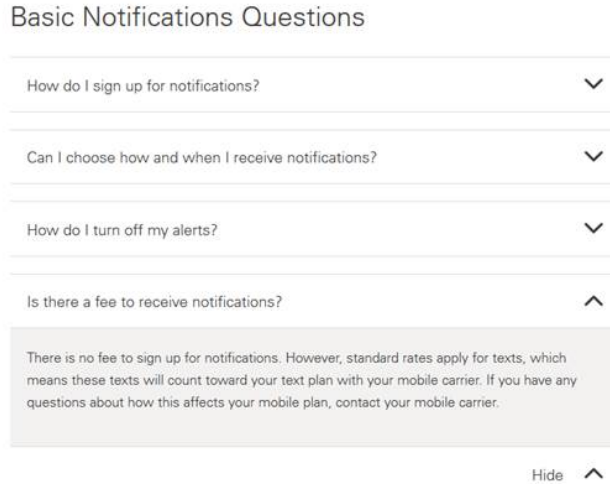 Basic Notifications Questions
How do I sign up for notifications?
Can I choose how and when I receive notifications?
How do I turn off my alerts?
Is there a fee to receive notifications?
There is no fee to sign up for notifications. However, standard rates apply for texts, which
means these texts will count toward your text plan with your mobile carrier. If you have any
questions about how this affects your mobile plan, contact your mobile carrier.
Hide